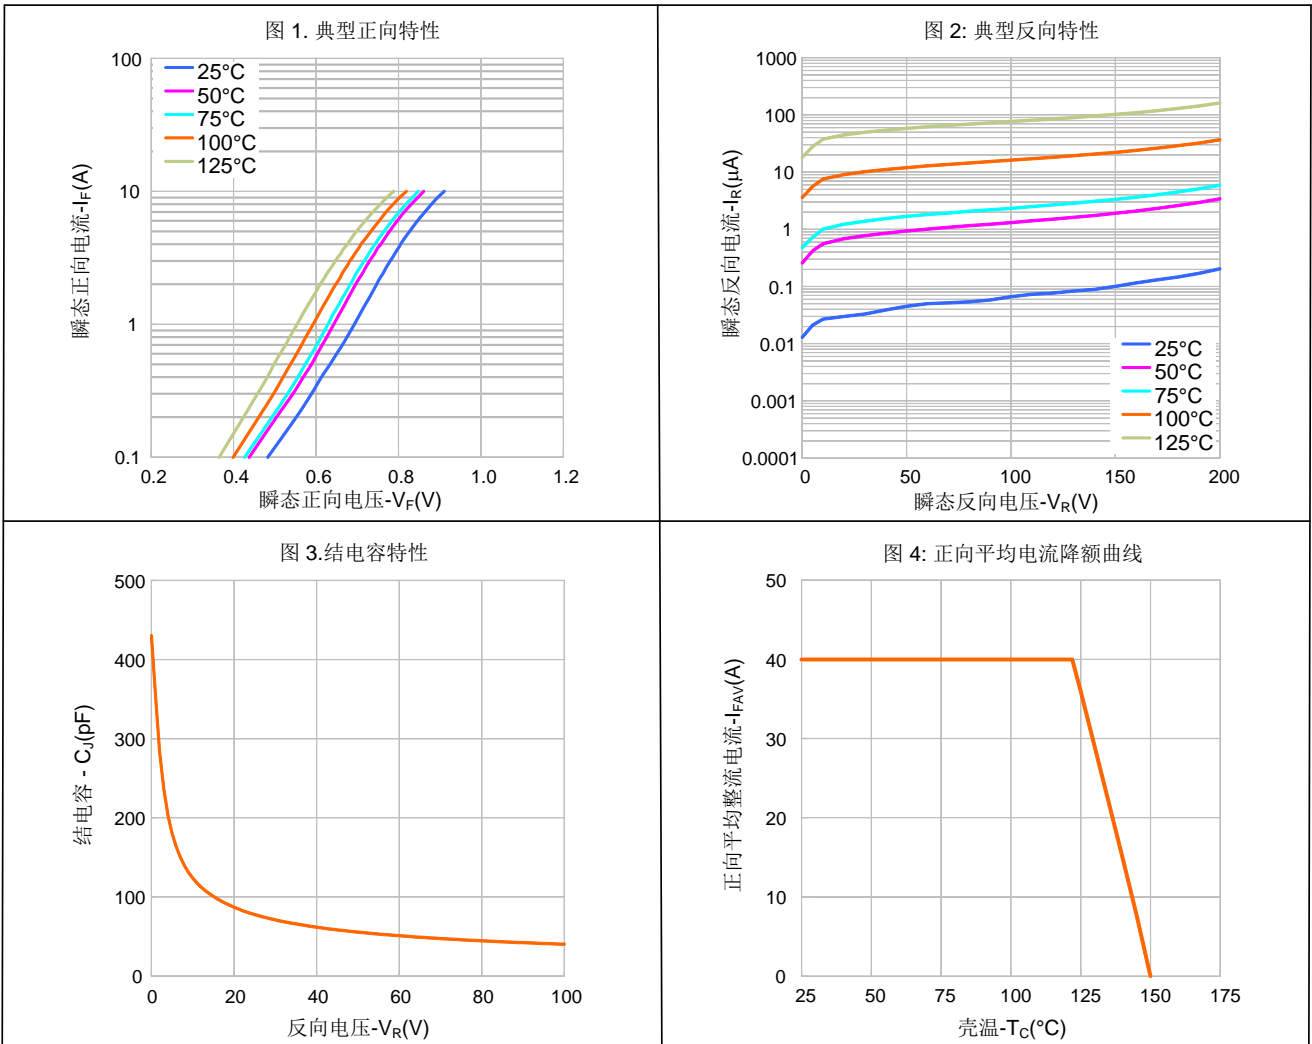 图 1. 典型正向特性
100
10
1
0.1
25°C
50°C
75°C
100°C
125°C
瞬态正向电流-IF(A)
0.2 0.4 0.6 0.8 1.0 1.2
瞬态正向电压-VF(V)
图 2: 典型反向特性
1000
100
10
1
0.1
0.01
0.001
0.0001
瞬态反向电流-IR(μA)
25°C
50°C
75°C
100°C
125°C
0 50 100 150 200
瞬态反向电压-VR(V)
图 3.结电容特性
500
400
300
200
100
0
结电容 - CJ(pF)
0 20 40 60 80 100
反向电压-VR(V)
图 4: 正向平均电流降额曲线
50
40
30
20
10
0
正向平均整流电流-IFAV(A)
25 50 75 100 125 150 175
壳温-TC(°C)